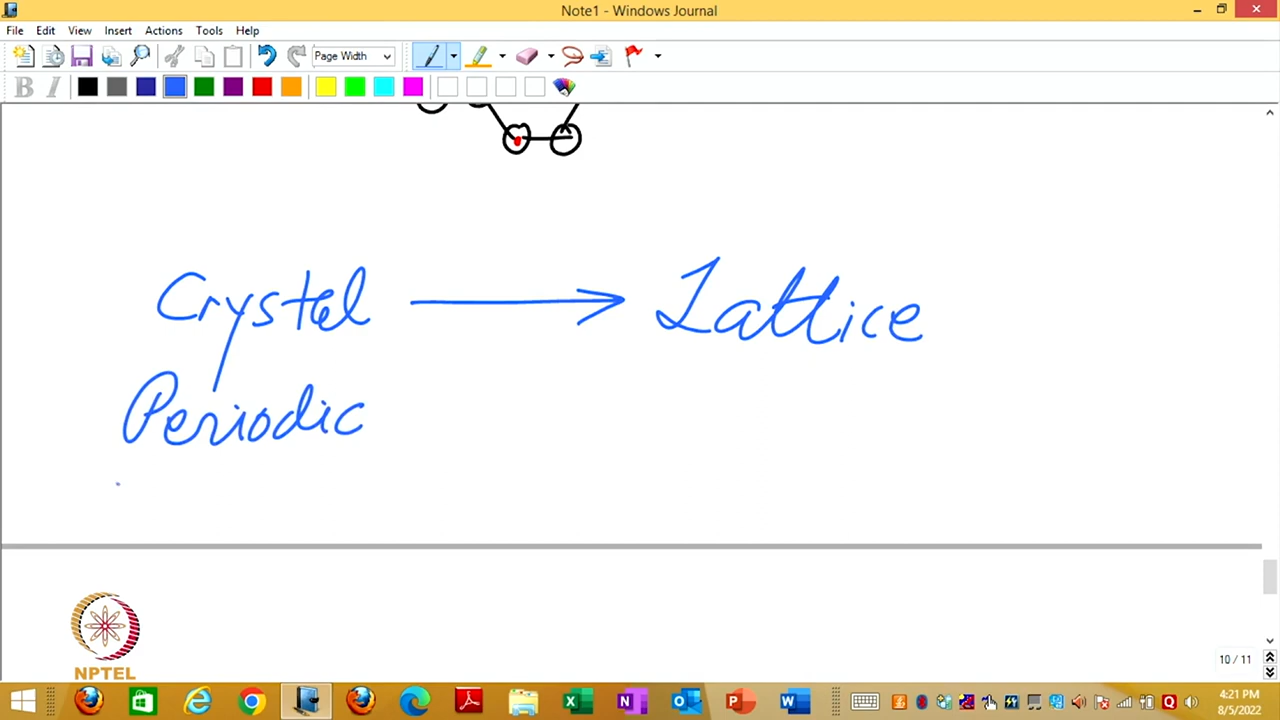 Note1 - Windows Journal
File Edit View Insert Actions Tools Help
Page Width
B I
Crystal Lattice
Periodic
10 / 11
NPTEL
4:21 PM
8/5/2022